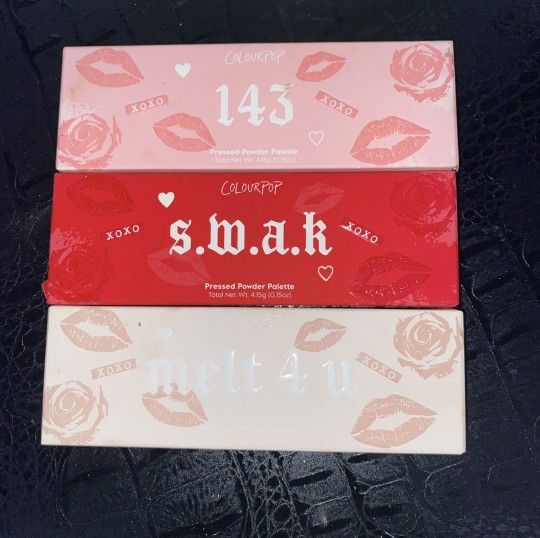 COLOURPOP
143
XOXO
XOXO
Pressed Powder Palette
Total Net Wt. 4.15g (0.15oz)
COLOURPOP
s.w.a.k
XOXO
XOXO
Pressed Powder Palette
Total Net Wt. 4.15g (0.15oz)
melt 4 u
XOXO
XOXO